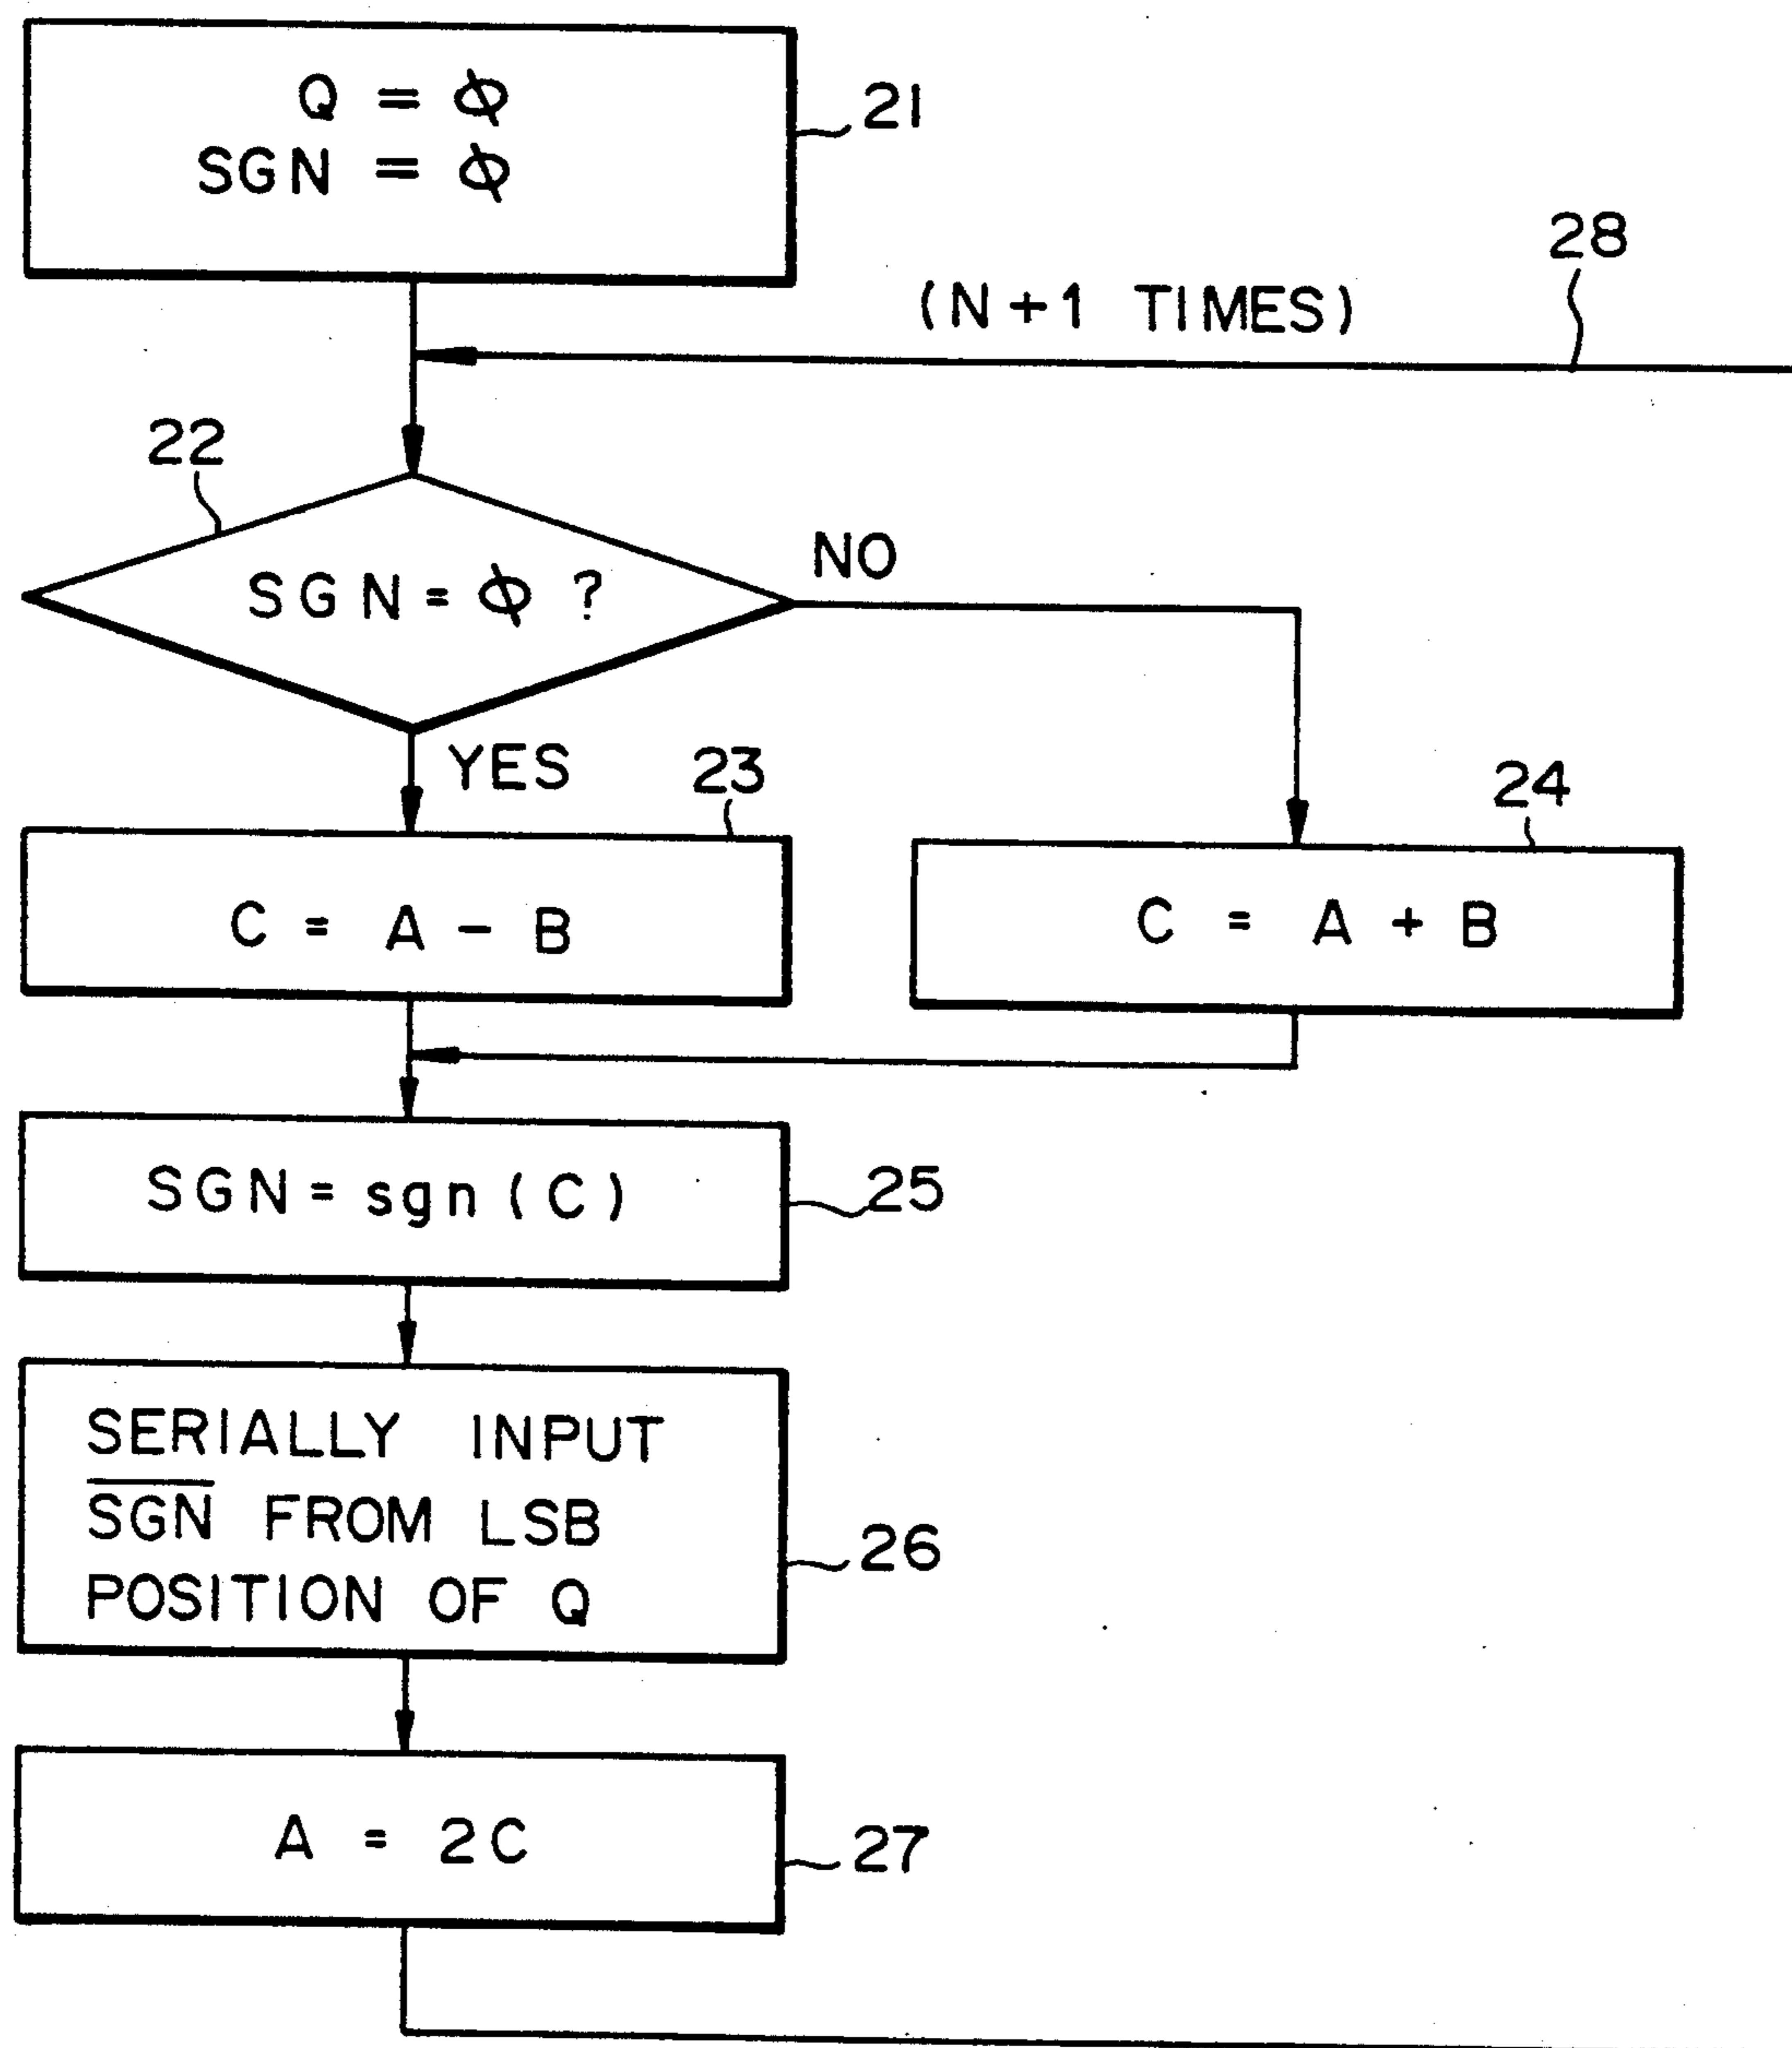 Q = ϕ
SGN = ϕ
21
28
(N+1 TIMES)
22
SGN = ϕ ?
NO
YES
23
24
C = A - B
C = A + B
SGN = sgn (C)
25
SERIALLY INPUT
S̅G̅N̅ FROM LSB
POSITION OF Q
26
A = 2C
27